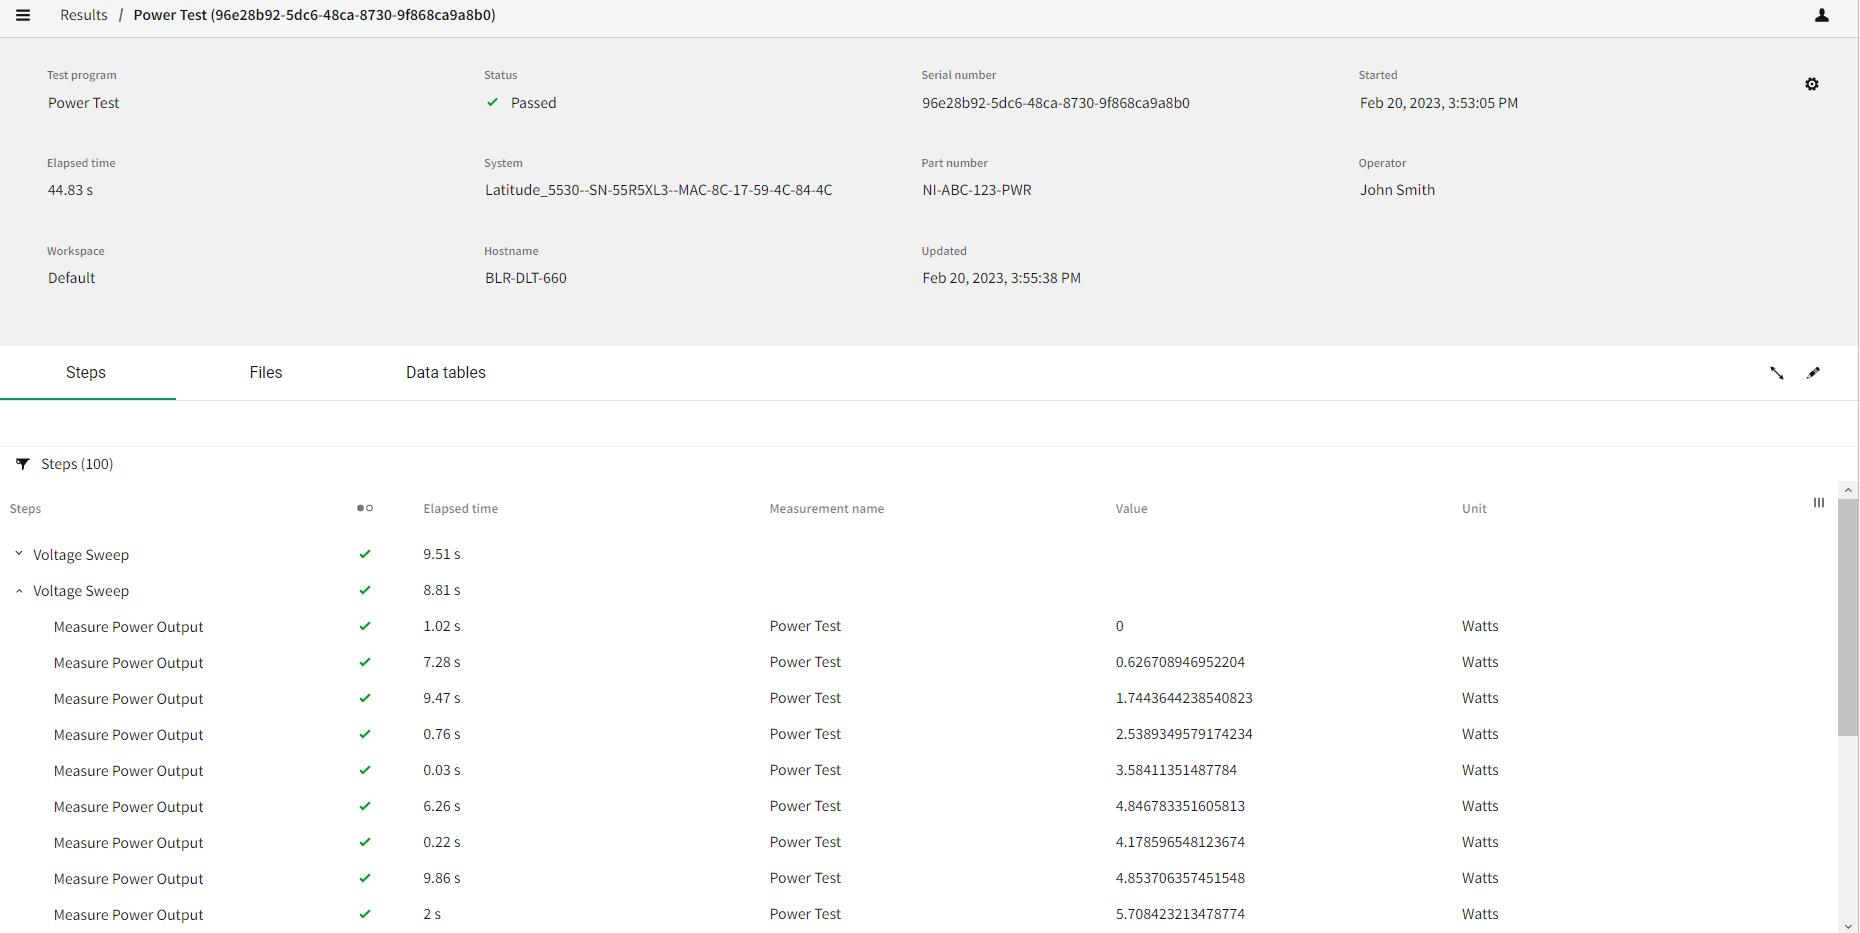 Results / Power Test (96e28b92-5dc6-48ca-8730-9f868ca9a8b0)
Test program Status Serial number Started
Power Test Passed 96e28b92-5dc6-48ca-8730-9f868ca9a8b0 Feb 20, 2023, 3:53:05 PM
Elapsed time System Part number Operator
44.83 s Latitude_5530--SN-55R5XL3--MAC-8C-17-59-4C-84-4C NI-ABC-123-PWR John Smith
Workspace Hostname Updated
Default BLR-DLT-660 Feb 20, 2023, 3:55:38 PM
Steps Files Data tables
Steps (100)
Steps Elapsed time Measurement name Value Unit
Voltage Sweep 9.51 s
Voltage Sweep 8.81 s
Measure Power Output 1.02 s Power Test 0 Watts
Measure Power Output 7.28 s Power Test 0.626708946952204 Watts
Measure Power Output 9.47 s Power Test 1.7443644238540823 Watts
Measure Power Output 0.76 s Power Test 2.5389349579174234 Watts
Measure Power Output 0.03 s Power Test 3.58411351487784 Watts
Measure Power Output 6.26 s Power Test 4.846783351605813 Watts
Measure Power Output 0.22 s Power Test 4.178596548123674 Watts
Measure Power Output 9.86 s Power Test 4.853706357451548 Watts
Measure Power Output 2 s Power Test 5.708423213478774 Watts